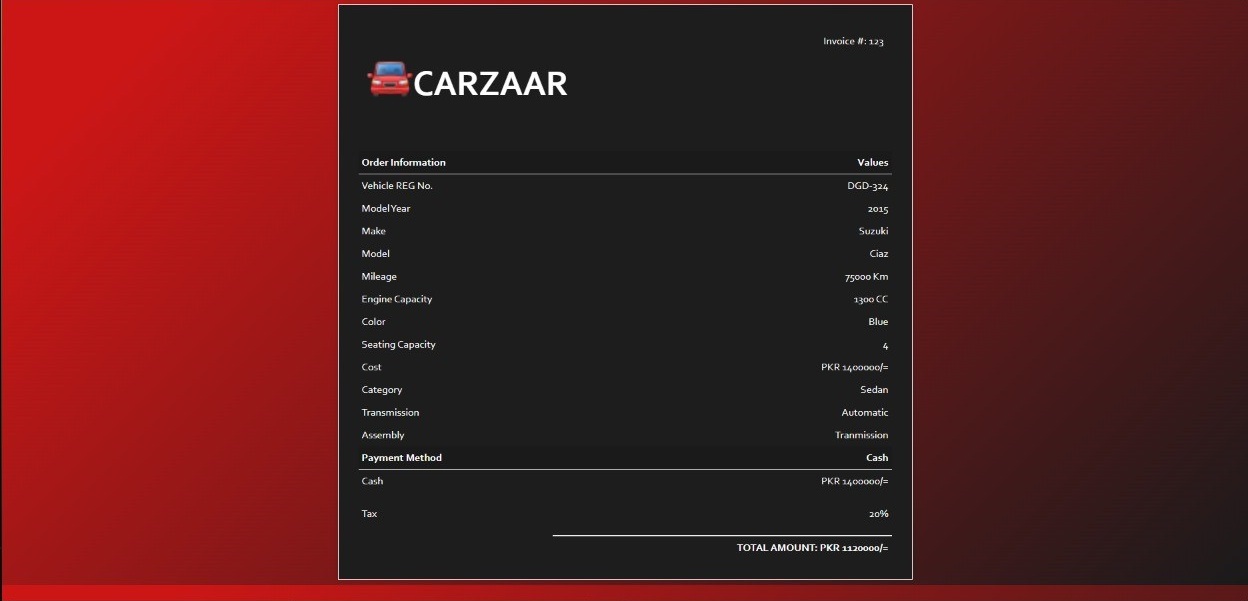 Invoice #: 123
CARZAAR
Order Information Values
Vehicle REG No. DGD-324
Model Year 2015
Make Suzuki
Model Ciaz
Mileage 75000 Km
Engine Capacity 1300 CC
Color Blue
Seating Capacity 4
Cost PKR 1400000/=
Category Sedan
Transmission Automatic
Assembly Tranmission
Payment Method Cash
Cash PKR 1400000/=
Tax 20%
TOTAL AMOUNT: PKR 1120000/=